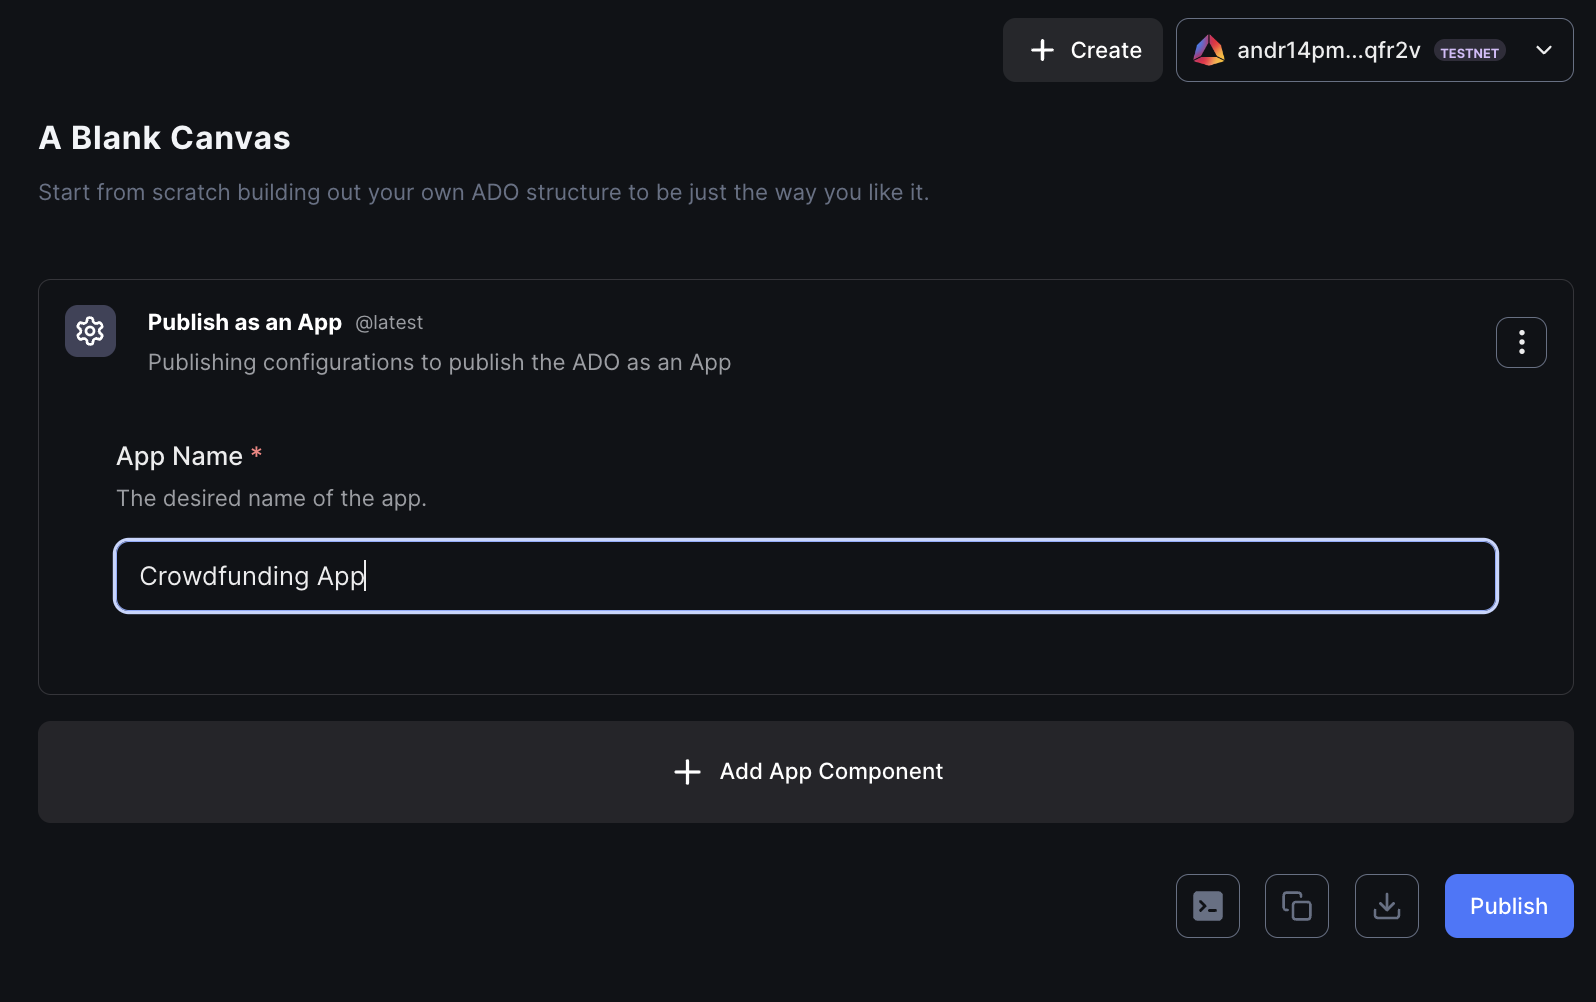 Create
andr14pm...qfr2v TESTNET
A Blank Canvas
Start from scratch building out your own ADO structure to be just the way you like it.
Publish as an App @latest
Publishing configurations to publish the ADO as an App
App Name *
The desired name of the app.
Crowdfunding App
Add App Component
Publish